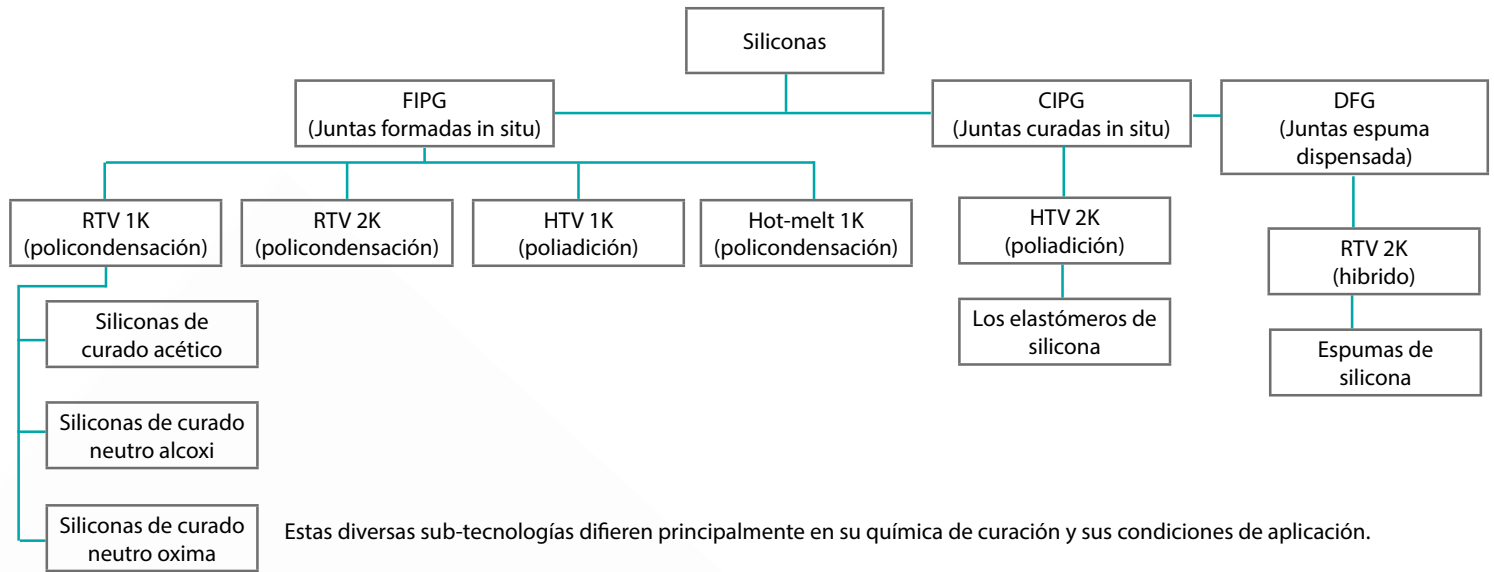 Siliconas
FIPG
(Juntas formadas in situ)
CIPG
(Juntas curadas in situ)
DFG
(Juntas espuma
dispensada)
RTV 1K
(policondensación)
RTV 2K
(policondensación)
HTV 1K
(poliadición)
Hot-melt 1K
(policondensación)
HTV 2K
(poliadición)
RTV 2K
(hibrido)
Siliconas de
curado acético
Los elastómeros de
silicona
Espumas de
silicona
Siliconas de curado
neutro alcoxi
Siliconas de curado
neutro oxima
Estas diversas sub-tecnologías difieren principalmente en su química de curación y sus condiciones de aplicación.